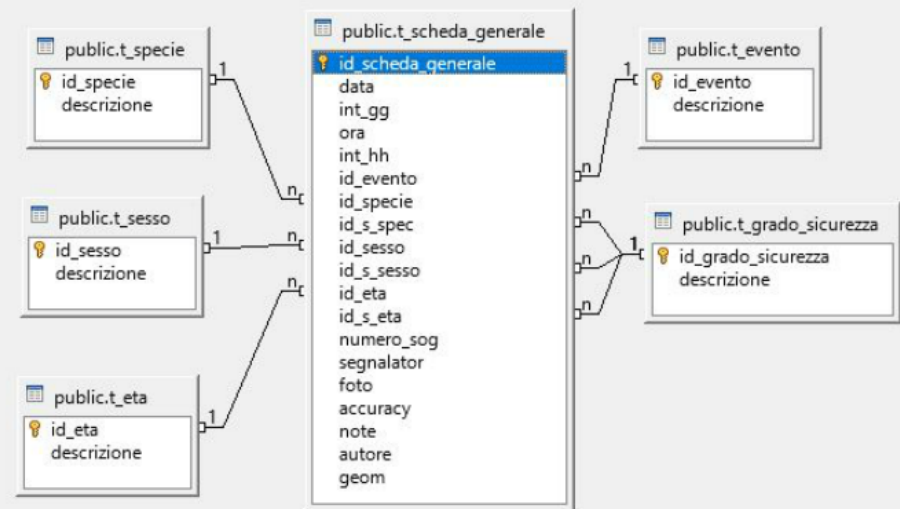 public.t_specie
id_specie
descrizione
public.t_sesso
id_sesso
descrizione
public.t_eta
id_eta
descrizione
1
n
1
n
n
1
public.t_scheda_generale
id_scheda_generale
data
int_gg
ora
int_hh
id_evento
id_specie
id_s_spec
id_sesso
id_s_sesso
id_eta
id_s_eta
numero_sog
segnalator
foto
accuracy
note
autore
geom
1
n
n
1
n
n
public.t_evento
id_evento
descrizione
public.t_grado_sicurezza
id_grado_sicurezza
descrizione